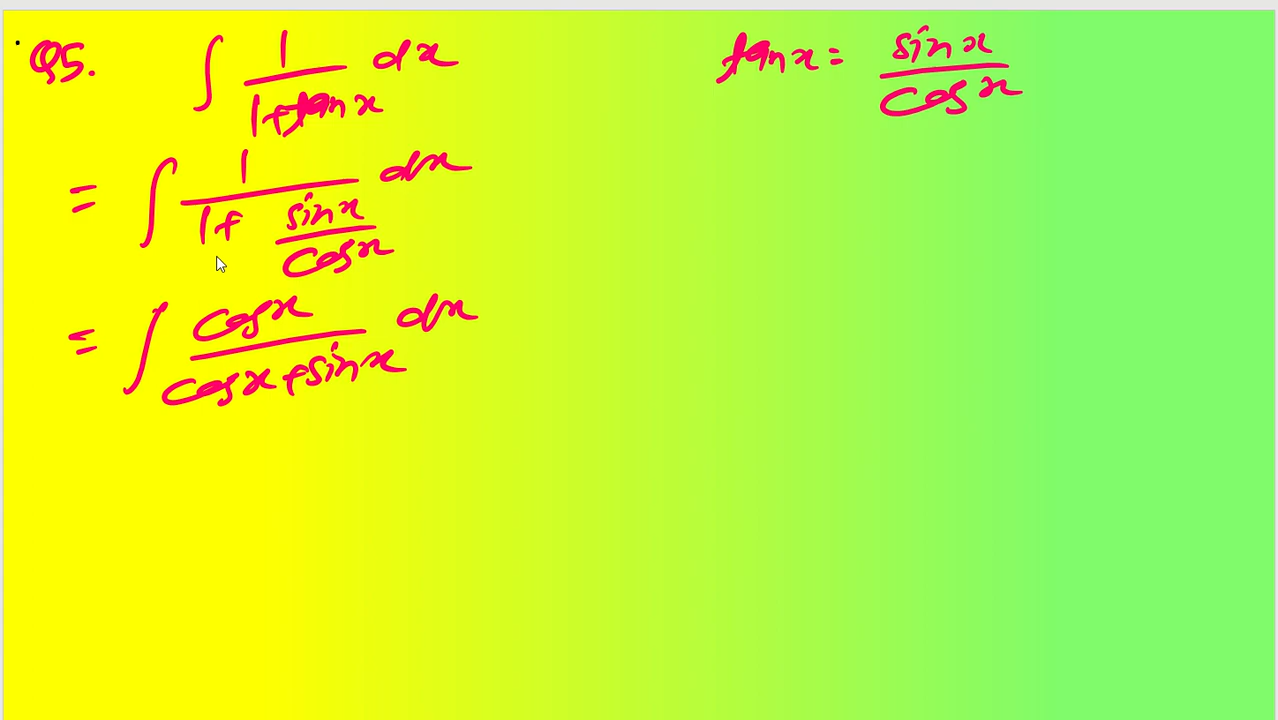 Q5. ∫ 1/(1+tanx) dx
tanx = sinx/cosx
= ∫ 1/(1+ sinx/cosx) dx
= ∫ cosx/(cosx+sinx) dx